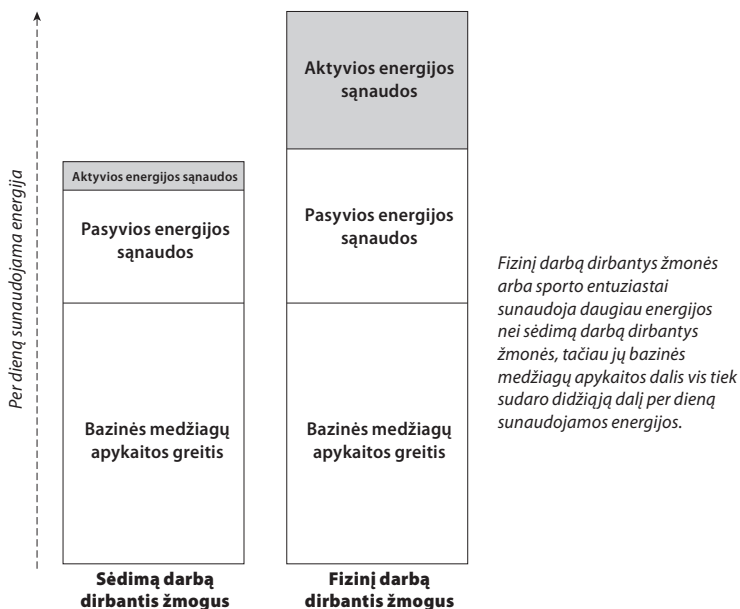 Per dieną sunaudojama energija
Aktyvios energijos sąnaudos
Pasyvios energijos
sąnaudos
Bazinės medžiagų
apykaitos greitis
Sėdimą darbą
dirbantis žmogus
Aktyvios energijos
sąnaudos
Pasyvios energijos
sąnaudos
Bazinės medžiagų
apykaitos greitis
Fizinį darbą
dirbantis žmogus
Fizinį darbą dirbantys žmonės
arba sporto entuziastai
sunaudoja daugiau energijos
nei sėdimą darbą dirbantys
žmonės, tačiau jų bazinės
medžiagų apykaitos dalis vis tiek
sudaro didžiąją dalį per dieną
sunaudojamos energijos.